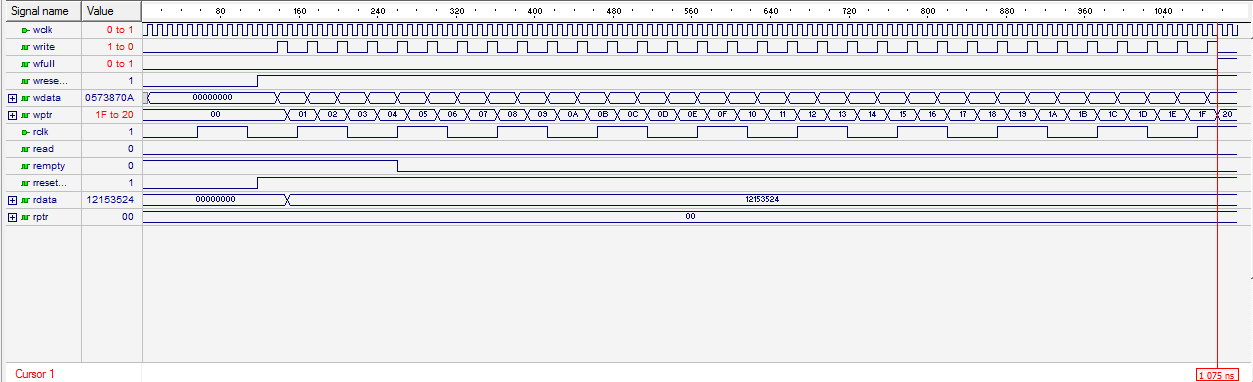 Signal name Value 80 160 240 320 400 480 560 640 720 800 880 960 1040
wclk 0 to 1
write 1 to 0
wfull 0 to 1
wrese... 1
wdata 0573870A 00000000
wptr 1F to 20 00 01 02 03 04 05 06 07 08 09 0A 0B 0C 0D 0E 0F 10 11 12 13 14 15 16 17 18 19 1A 1B 1C 1D 1E 1F 20
rclk 1
read 0
rempty 0
rreset... 1
rdata 12153524 00000000 12153524
rptr 00 00
Cursor 1 1 075 ns